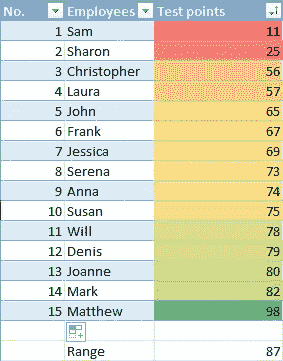 No. Employees Test points
1 Sam 11
2 Sharon 25
3 Christopher 56
4 Laura 57
5 John 65
6 Frank 67
7 Jessica 69
8 Serena 73
9 Anna 74
10 Susan 75
11 Will 78
12 Denis 79
13 Joanne 80
14 Mark 82
15 Matthew 98
Range 87